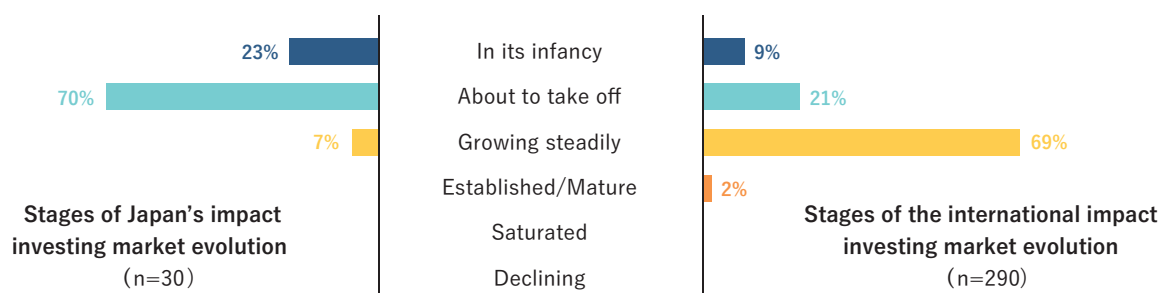 23%
In its infancy
9%
70%
About to take off
21%
7%
Growing steadily
69%
Established/Mature
2%
Stages of Japan’s impact
investing market evolution
(n=30)
Saturated
Declining
Stages of the international impact
investing market evolution
(n=290)